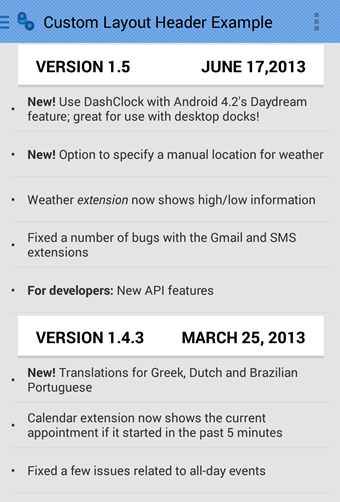 Custom Layout Header Example
VERSION 1.5 JUNE 17,2013
• New! Use DashClock with Android 4.2's Daydream
feature; great for use with desktop docks!
• New! Option to specify a manual location for weather
• Weather extension now shows high/low information
• Fixed a number of bugs with the Gmail and SMS
extensions
• For developers: New API features
VERSION 1.4.3 MARCH 25, 2013
• New! Translations for Greek, Dutch and Brazilian
Portuguese
• Calendar extension now shows the current
appointment if it started in the past 5 minutes
• Fixed a few issues related to all-day events